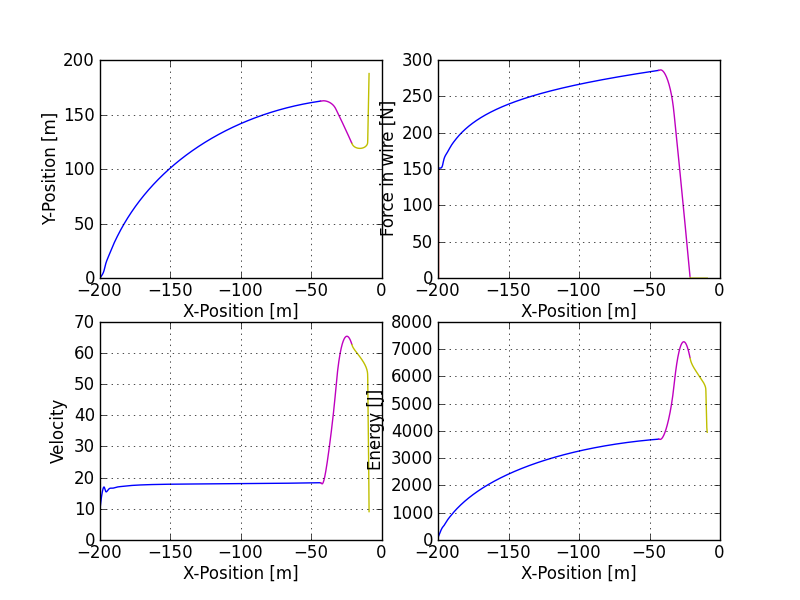 200
150
100
50
0
Y-Position [m]
−200 −150 −100 −50 0
X-Position [m]
300
250
200
150
100
50
0
Force in wire [N]
−200 −150 −100 −50 0
X-Position [m]
70
60
50
40
30
20
10
0
Velocity
−200 −150 −100 −50 0
X-Position [m]
8000
7000
6000
5000
4000
3000
2000
1000
0
Energy [J]
−200 −150 −100 −50 0
X-Position [m]